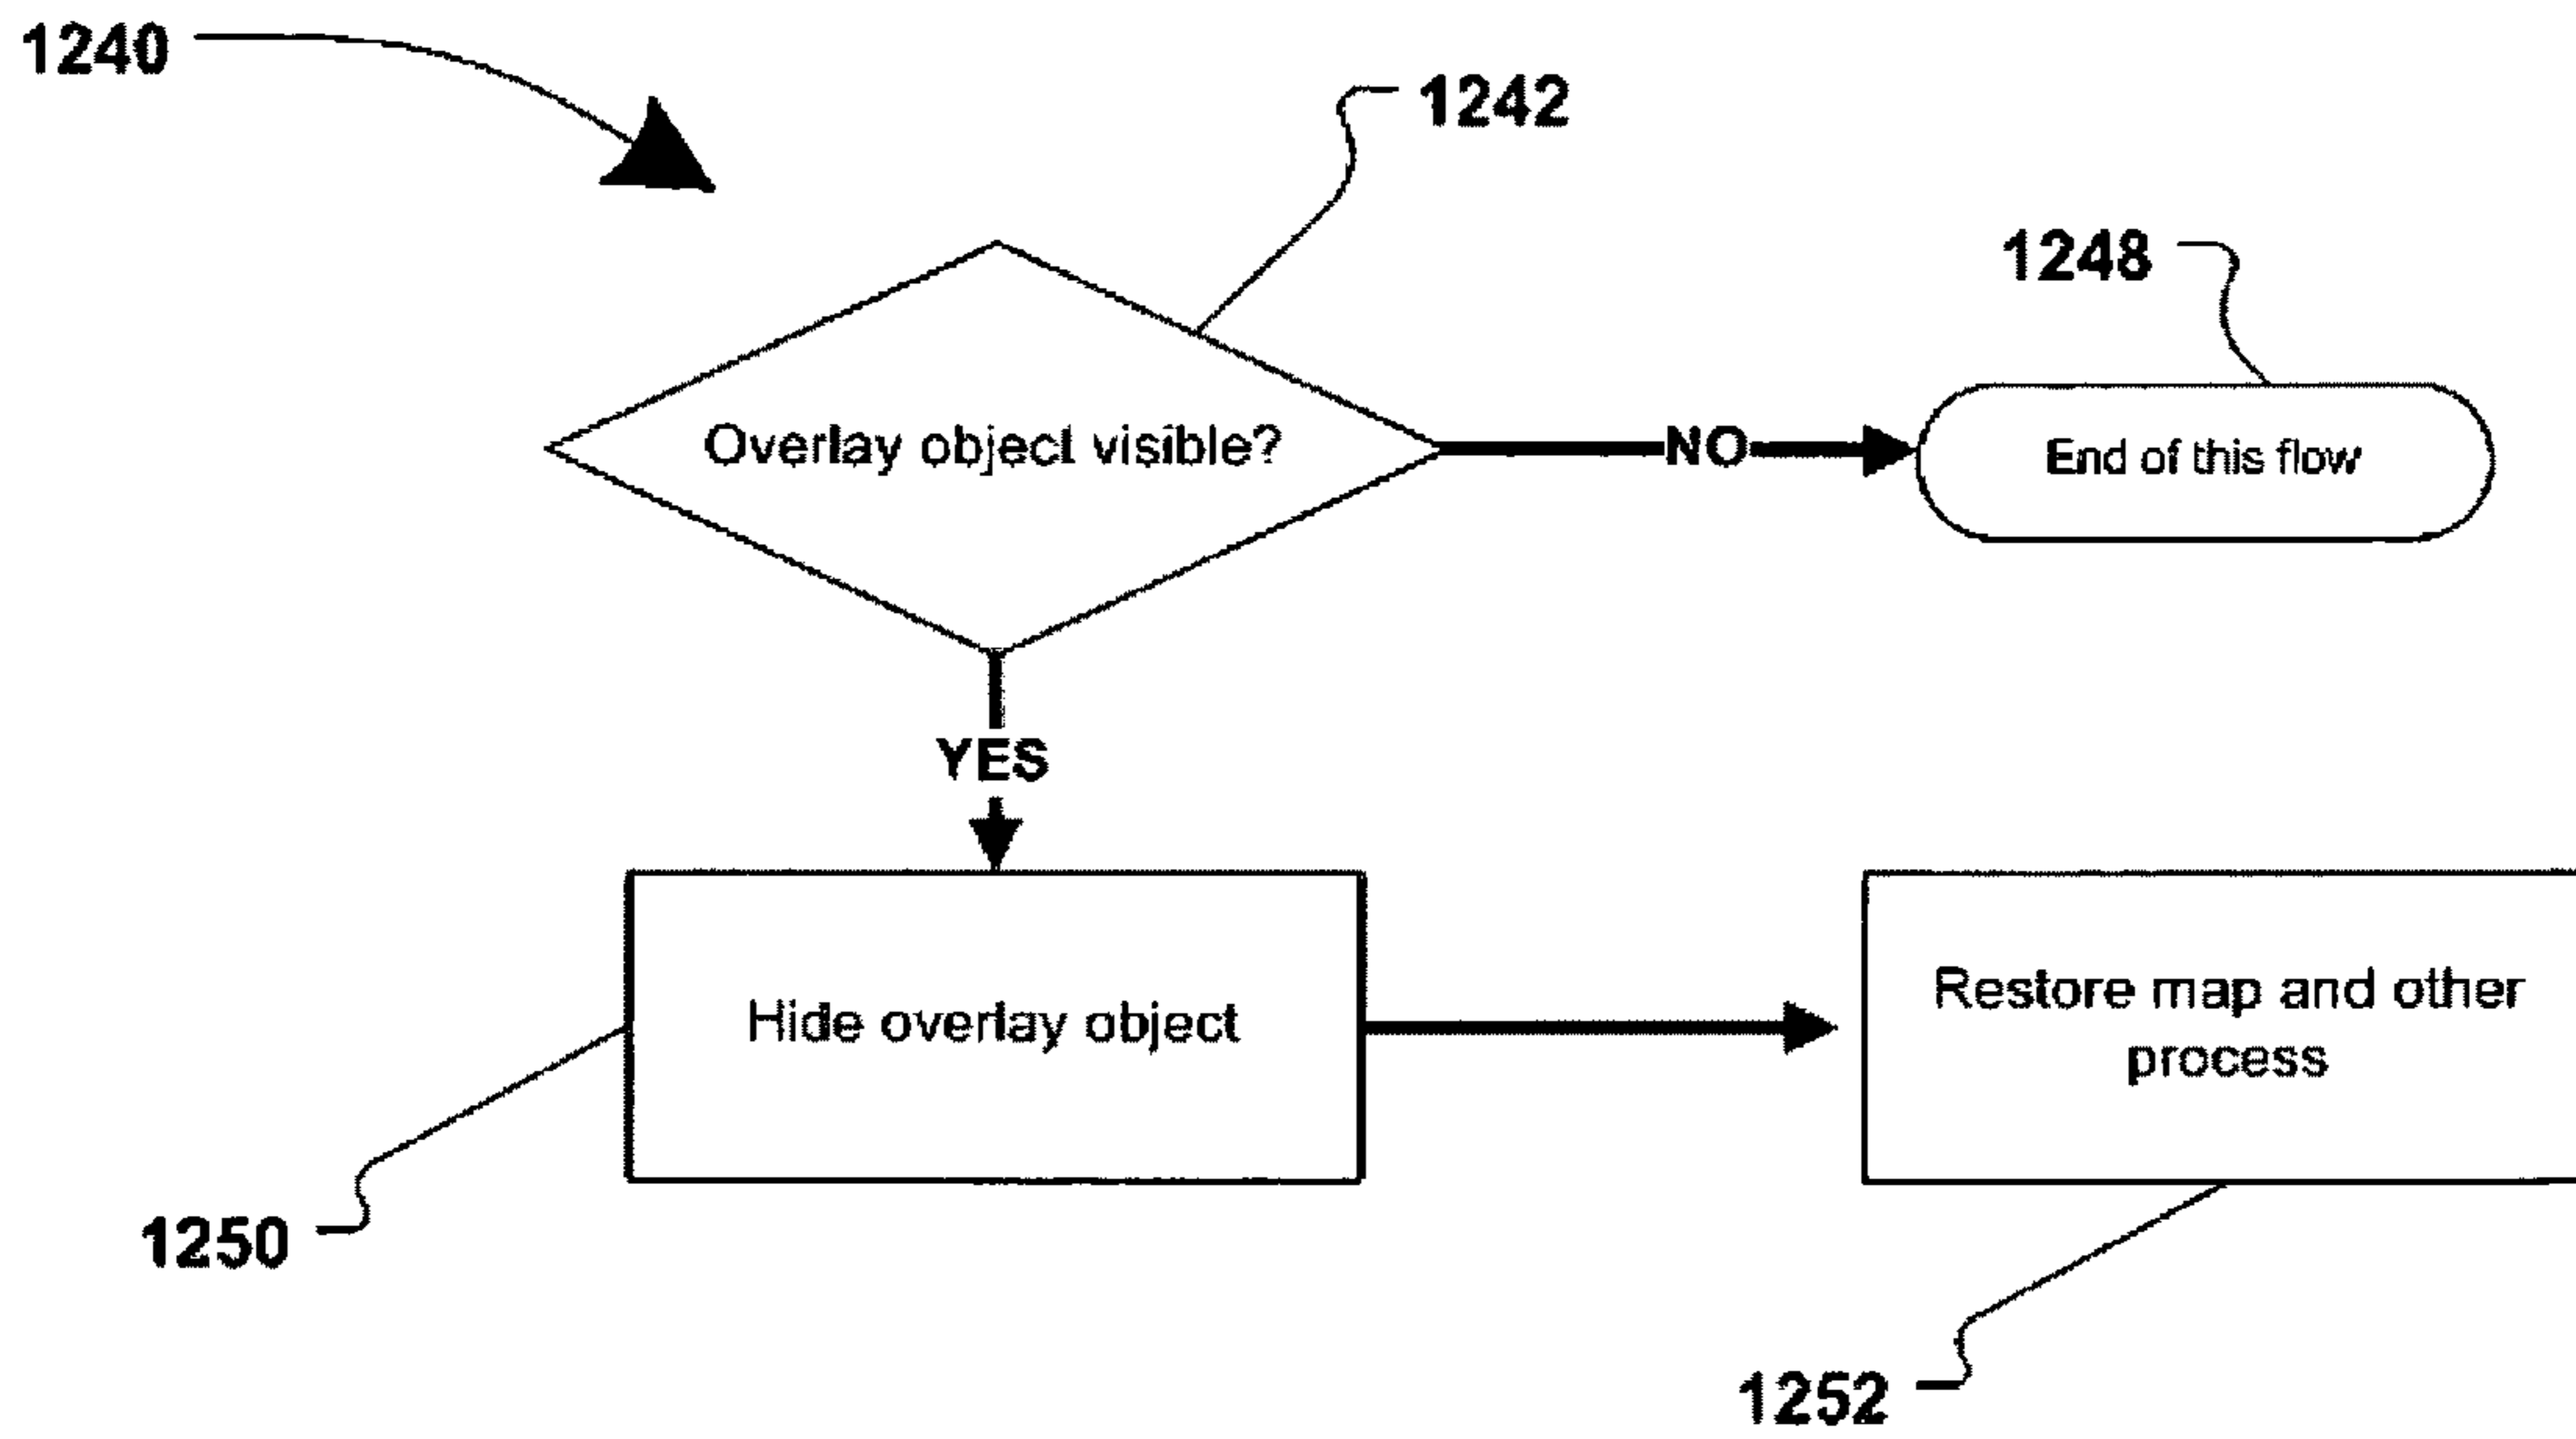 1240
1242
1248
Overlay object visible?
NO
End of this flow
YES
Hide overlay object
Restore map and other
process
1250
1252